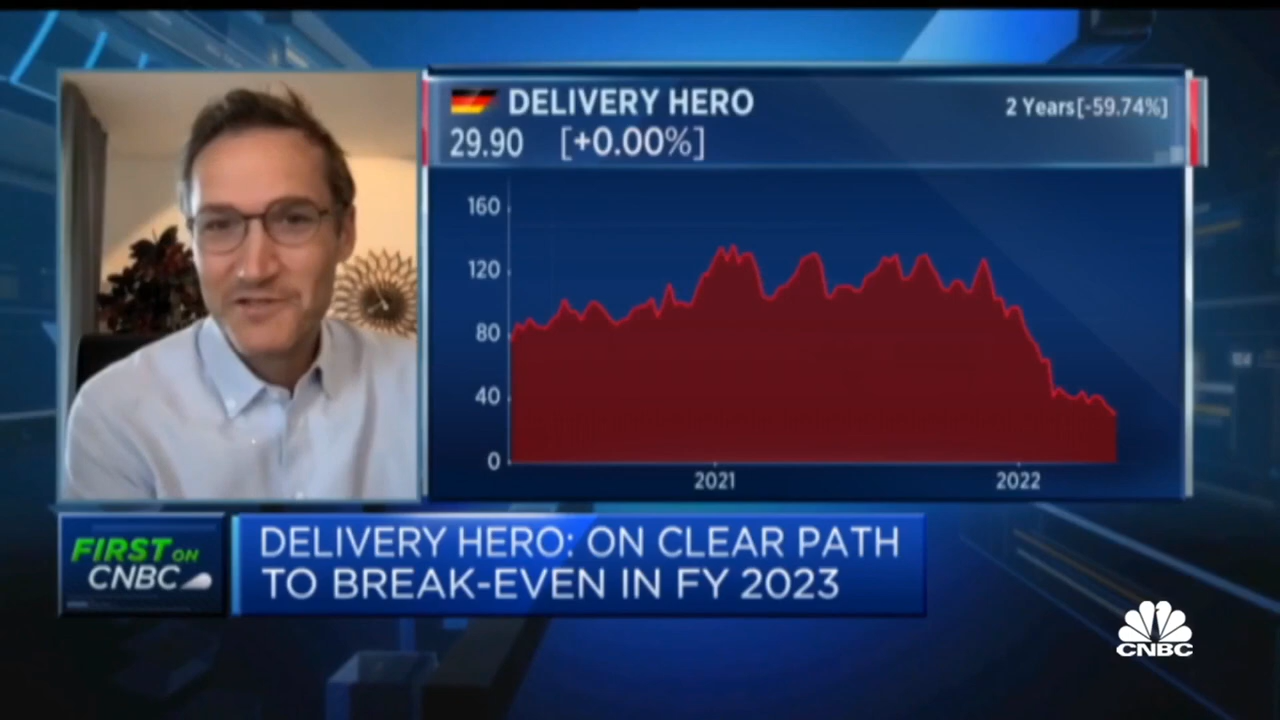 DELIVERY HERO
2 Years[-59.74%]
29.90 [+0.00%]
160
120
80
40
0
2021
2022
FIRST ON
CNBC
DELIVERY HERO: ON CLEAR PATH
TO BREAK-EVEN IN FY 2023
CNBC